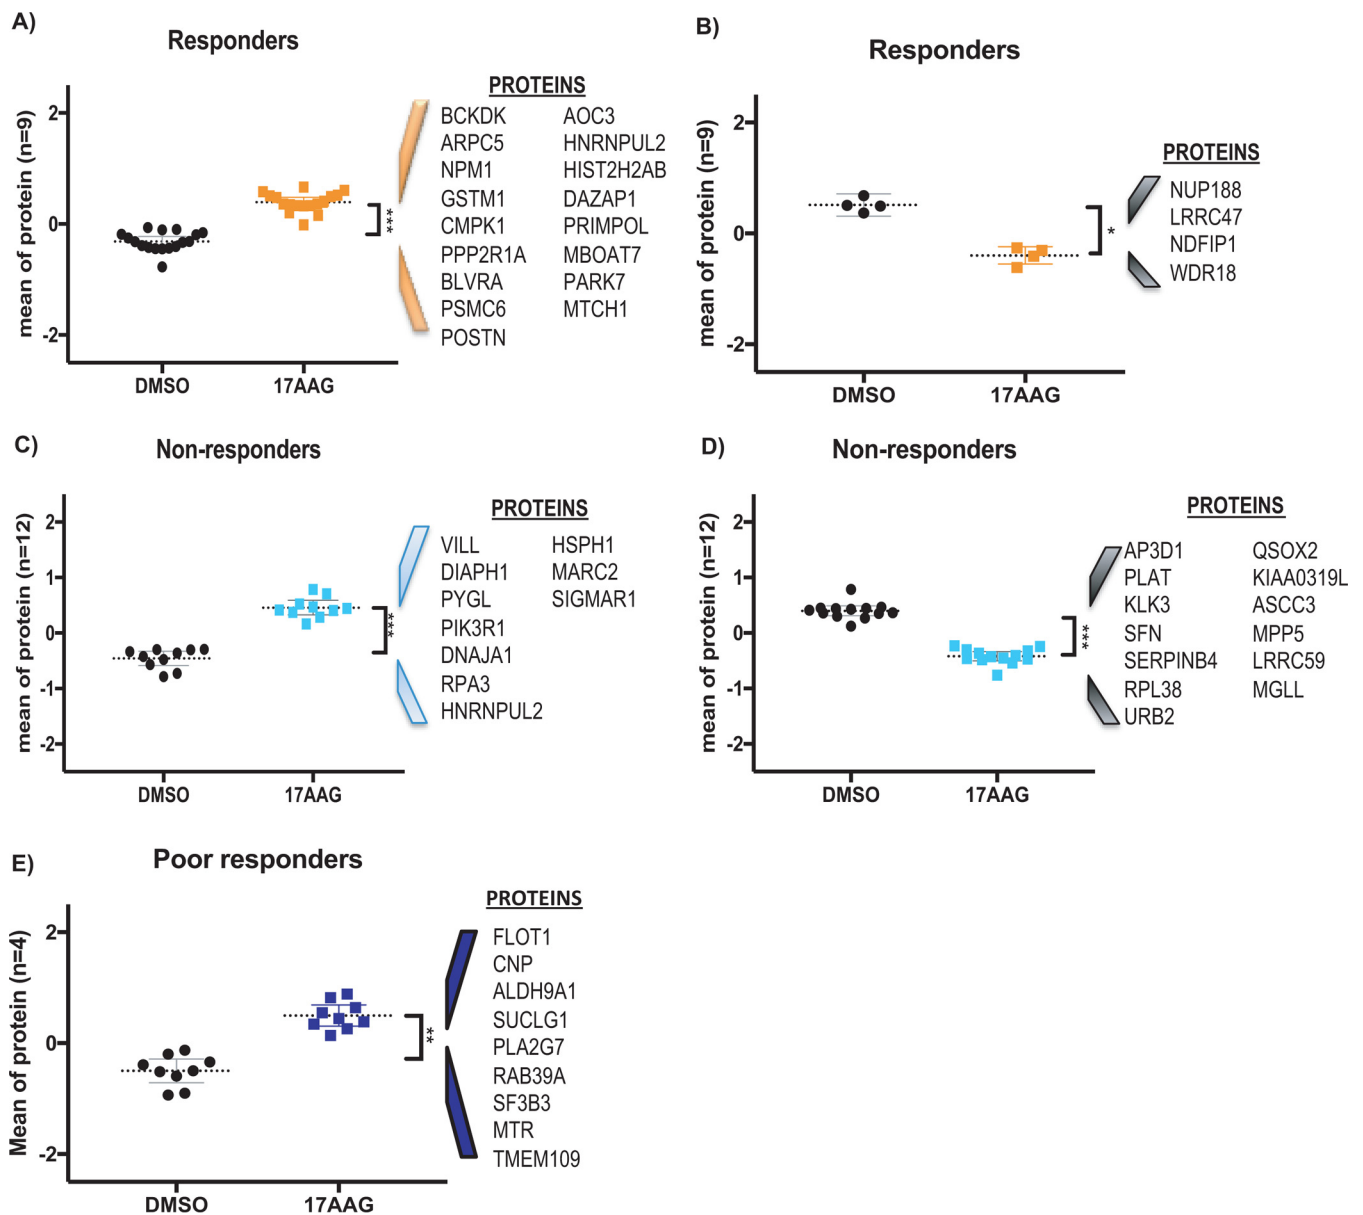 A)
Responders
mean of protein (n=9)
2
0
-2
DMSO
17AAG
***
PROTEINS
BCKDK AOC3
ARPC5 HNRNPUL2
NPM1 HIST2H2AB
GSTM1 DAZAP1
CMPK1 PRIMPOL
PPP2R1A MBOAT7
BLVRA PARK7
PSMC6 MTCH1
POSTN
B)
Responders
mean of protein (n=9)
2
0
-2
DMSO
17AAG
*
PROTEINS
NUP188
LRRC47
NDFIP1
WDR18
C)
Non-responders
mean of protein (n=12)
2
1
0
-1
-2
DMSO
17AAG
***
PROTEINS
VILL HSPH1
DIAPH1 MARC2
PYGL SIGMAR1
PIK3R1
DNAJA1
RPA3
HNRNPUL2
D)
Non-responders
mean of protein (n=12)
2
1
0
-1
-2
DMSO
17AAG
***
PROTEINS
AP3D1 QSOX2
PLAT KIAA0319L
KLK3 ASCC3
SFN MPP5
SERPINB4 LRRC59
RPL38 MGLL
URB2
E)
Poor responders
Mean of protein (n=4)
2
0
-2
DMSO
17AAG
**
PROTEINS
FLOT1
CNP
ALDH9A1
SUCLG1
PLA2G7
RAB39A
SF3B3
MTR
TMEM109